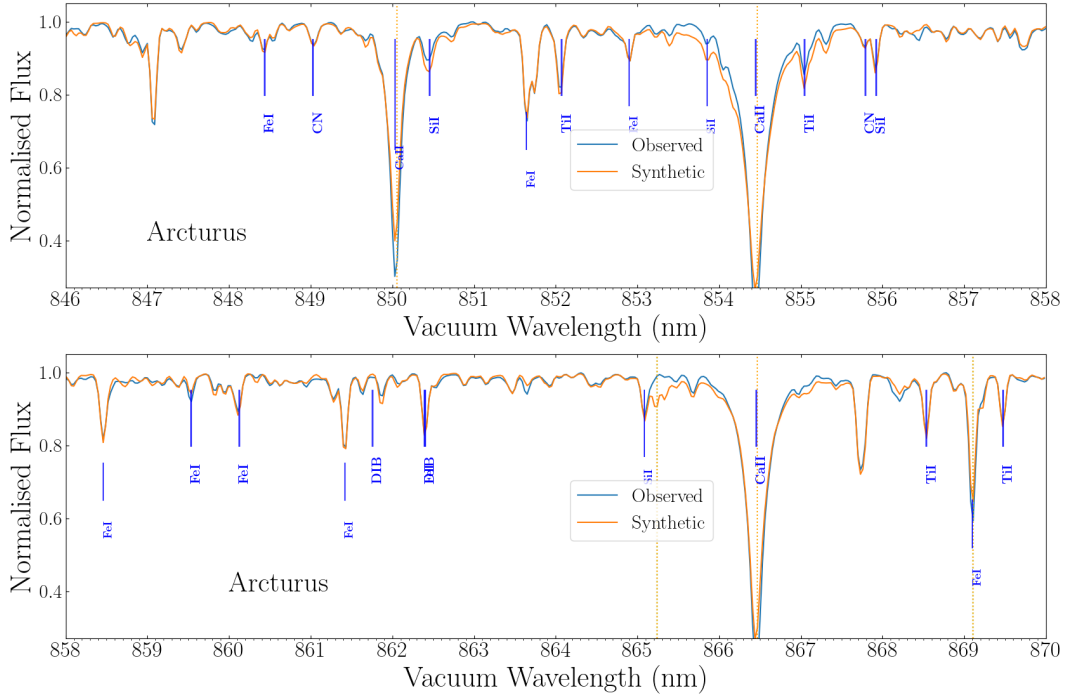 Normalised Flux
1.0
0.8
0.6
0.4
FeI
CN
CaII
SiI
FeI
TiI
FeI
SiI
CaII
TiI
CN
SiI
Observed
Synthetic
Arcturus
846 847 848 849 850 851 852 853 854 855 856 857 858
Vacuum Wavelength (nm)
Normalised Flux
1.0
0.8
0.6
0.4
FeI
FeI
FeI
FeI
DIB
SiI
CaII
TiI
FeI
TiI
Observed
Synthetic
Arcturus
858 859 860 861 862 863 864 865 866 867 868 869 870
Vacuum Wavelength (nm)